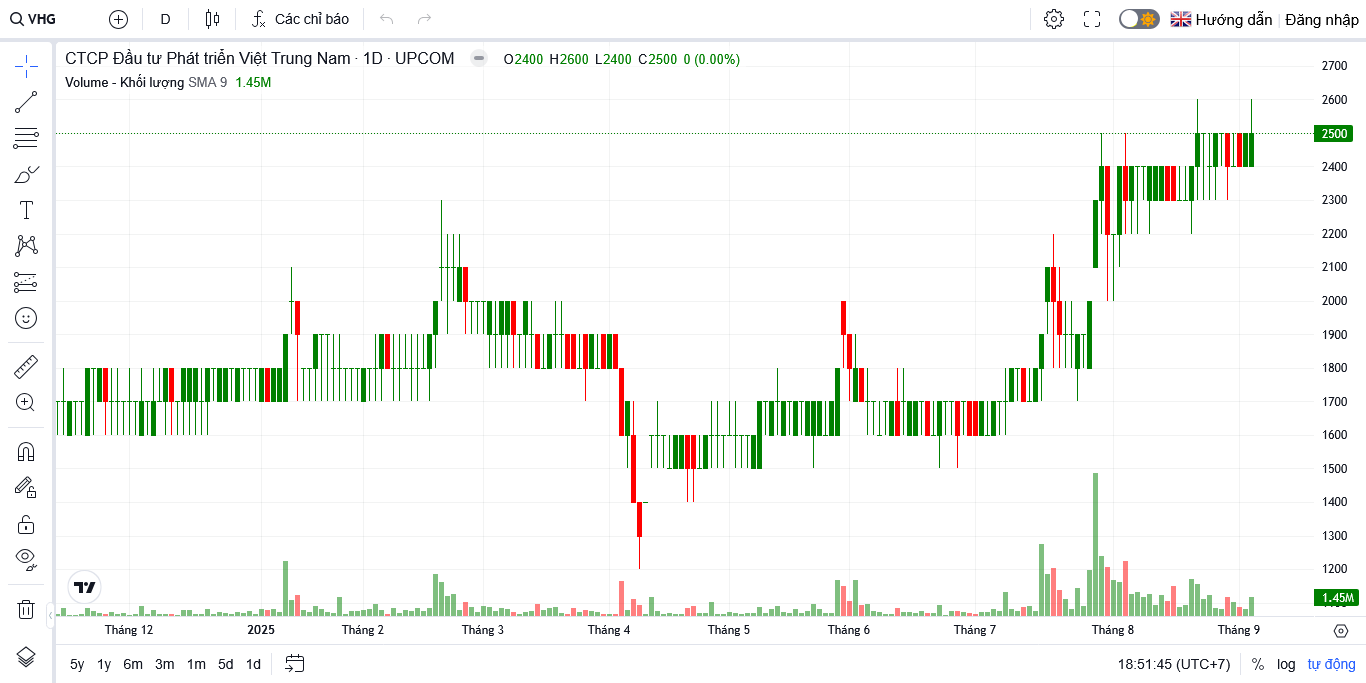 VHG D Các chỉ báo Hướng dẫn Đăng nhập
CTCP Đầu tư Phát triển Việt Trung Nam · 1D · UPCOM O2400 H2600 L2400 C2500 0 (0.00%)
Volume - Khối lượng SMA 9 1.45M
2700
2600
2500
2400
2300
2200
2100
2000
1900
1800
1700
1600
1500
1400
1300
1200
1.45M
Tháng 12 2025 Tháng 2 Tháng 3 Tháng 4 Tháng 5 Tháng 6 Tháng 7 Tháng 8 Tháng 9
5y 1y 6m 3m 1m 5d 1d 18:51:45 (UTC+7) % log tự động